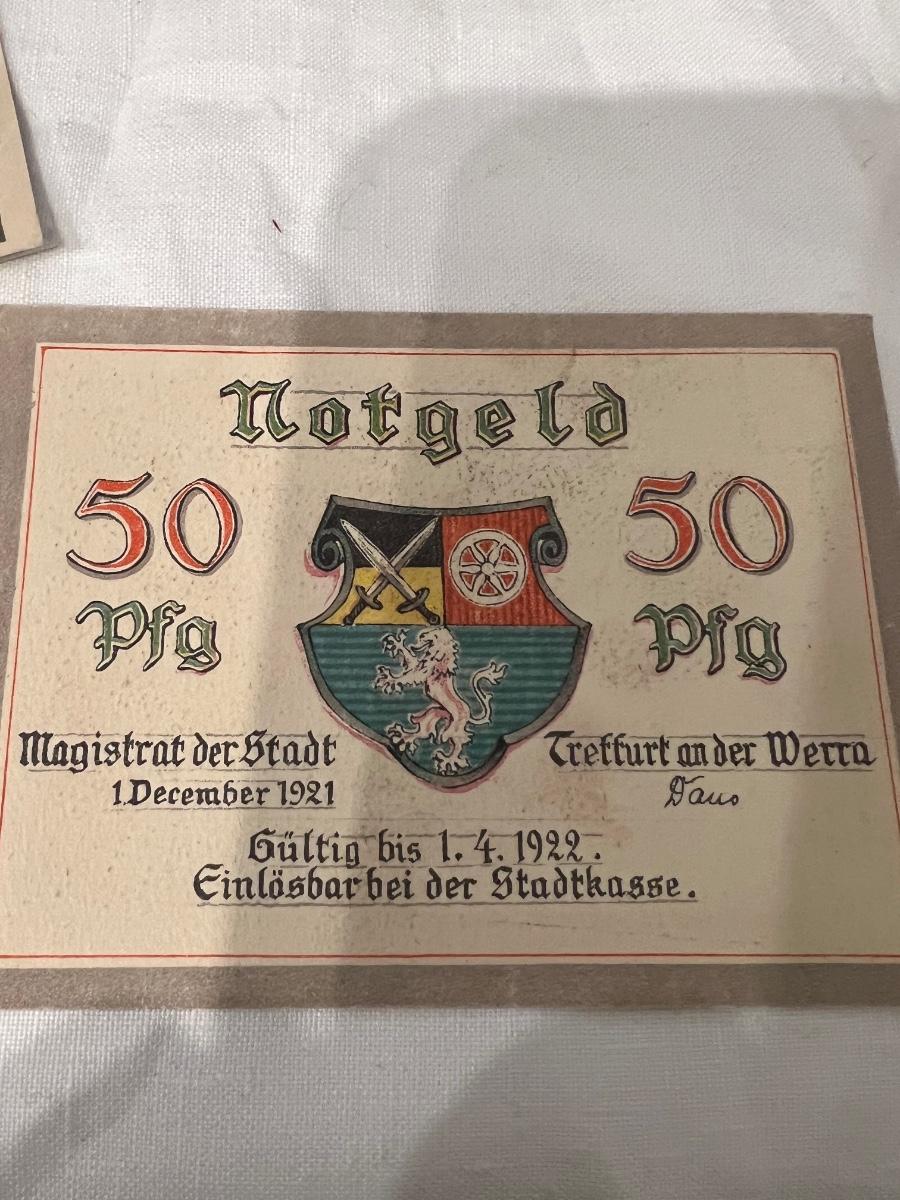 Notgeld
50 50
Pfg Pfg
Magistrat der Stadt Treffurt an der Werra
1. December 1921
Gültig bis 1. 4. 1922.
Einlösbar bei der Stadtkasse.